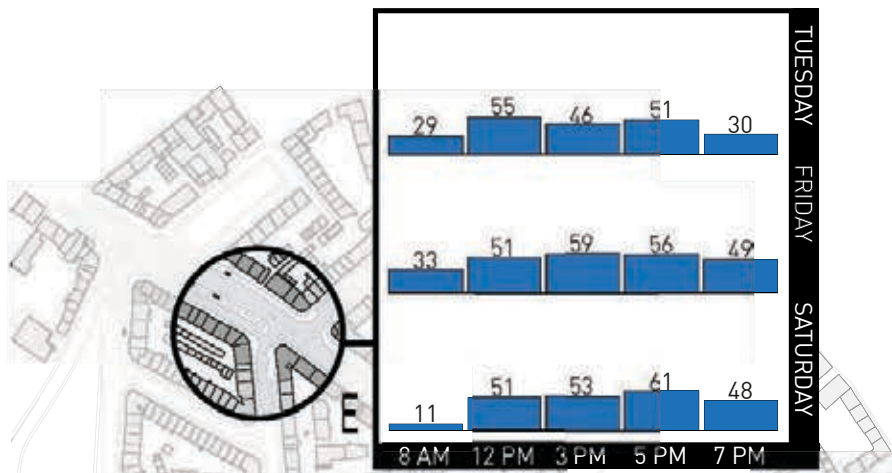 TUESDAY
29 55 46 51 30
FRIDAY
33 51 59 56 49
SATURDAY
11 51 53 61 48
E
8 AM 12 PM 3 PM 5 PM 7 PM